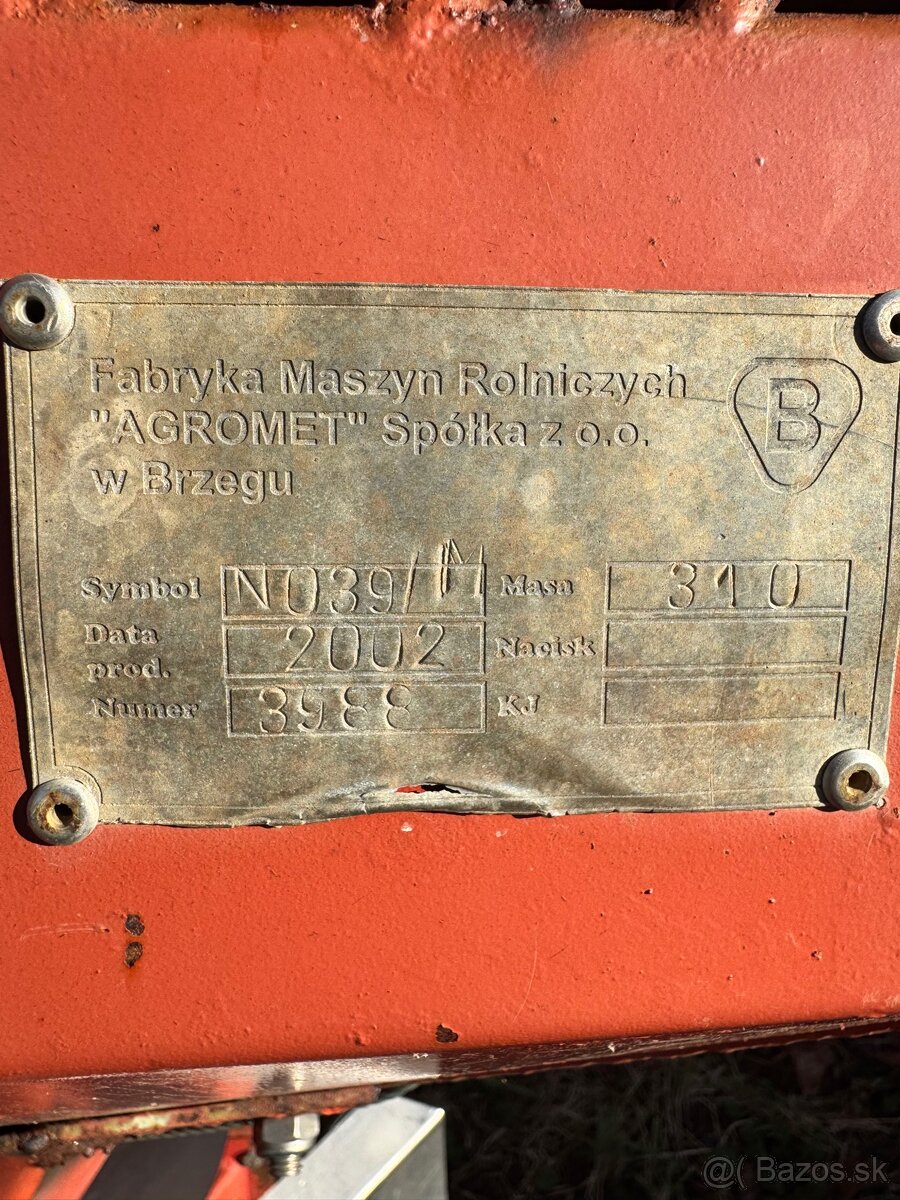 Fabryka Maszyn Rolniczych
"AGROMET" Spółka z o.o.
w Brzegu
B
Symbol N039/1M Masa 310
Data prod. 2002 Nacisk
Numer 3988 KJ
@( Bazos.sk